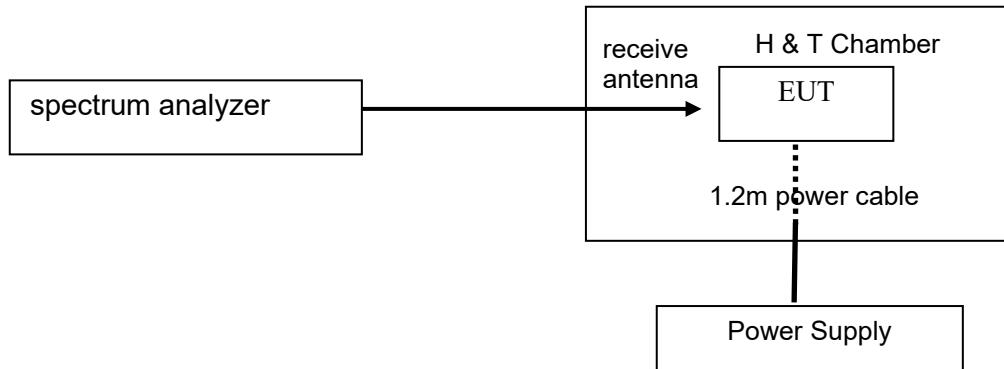 H & T Chamber
receive
antenna
EUT
spectrum analyzer
1.2m power cable
Power Supply